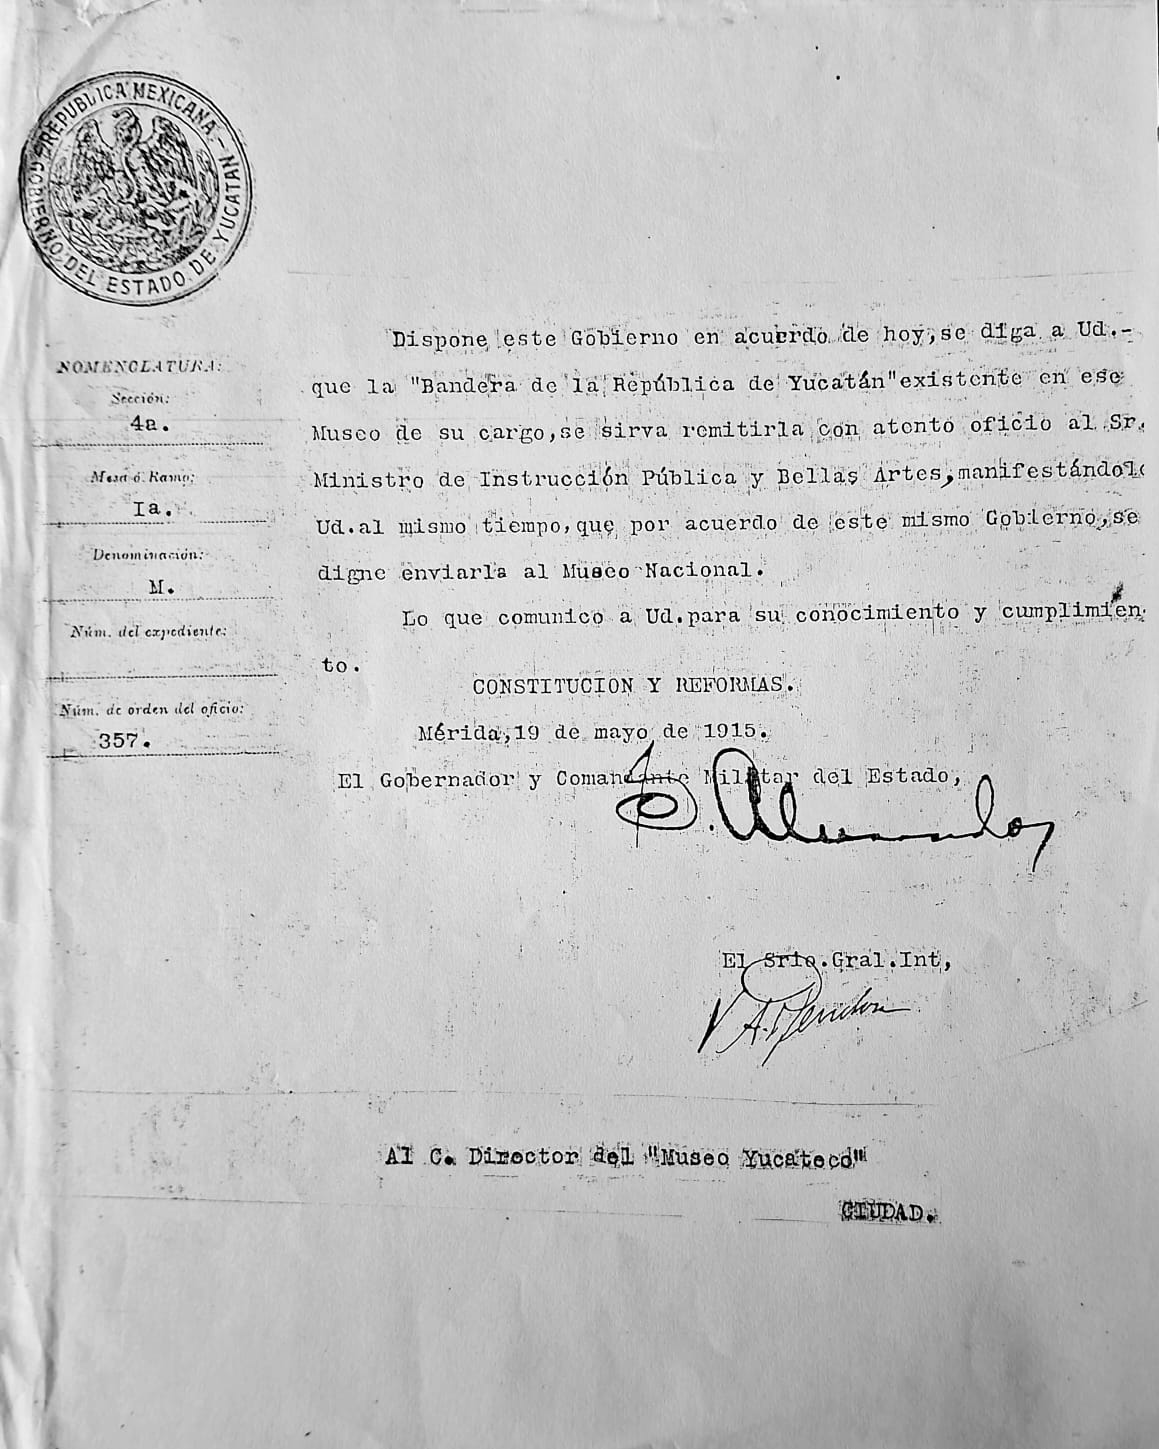 REPUBLICA MEXICANA - GOBIERNO DEL ESTADO DE YUCATAN
NOMENCLATURA:
Sección:
4a.
Mesa ó Ramo:
Ia.
Denominación:
M.
Núm. del expediente:
Núm. de orden del oficio:
357.
Dispone este Gobierno en acuerdo de hoy,se diga a Ud.-
que la "Bandera de la República de Yucatán"existente en ese
Museo de su cargo,se sirva remitirla con atento oficio al Sr.
Ministro de Instrucción Pública y Bellas Artes,manifestándole
Ud.al mismo tiempo,que por acuerdo de este mismo Gobierno,se
digne enviarla al Museo Nacional.
Lo que comunico a Ud.para su conocimiento y cumplimien
to.
CONSTITUCION Y REFORMAS.
Mérida,19 de mayo de 1915.
El Gobernador y Comandante Militar del Estado,
S. Alvarado
El Srio.Gral.Int,
V A. Rendon
Al C. Director del "Museo Yucateco"
CIUDAD.